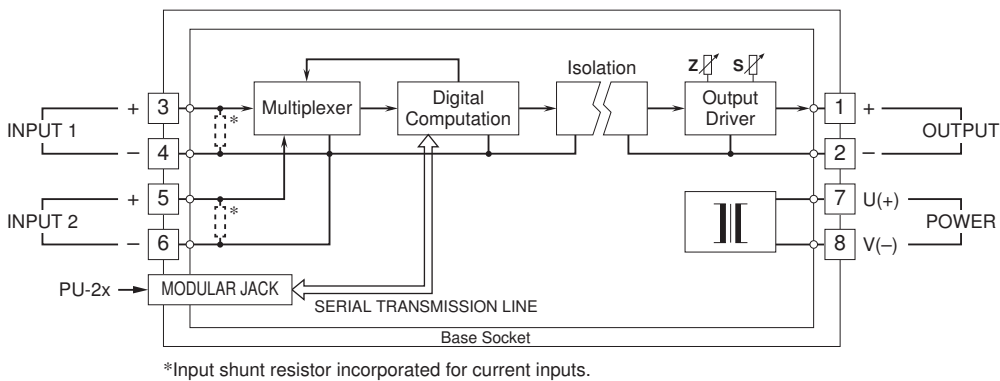 Isolation
Z S
Multiplexer
Digital
Computation
Output
Driver
INPUT 1
+ 3
– 4
1 +
2 –
OUTPUT
INPUT 2
+ 5
– 6
*
*
7 U(+)
8 V(–)
POWER
PU-2x
MODULAR JACK
SERIAL TRANSMISSION LINE
Base Socket
*Input shunt resistor incorporated for current inputs.